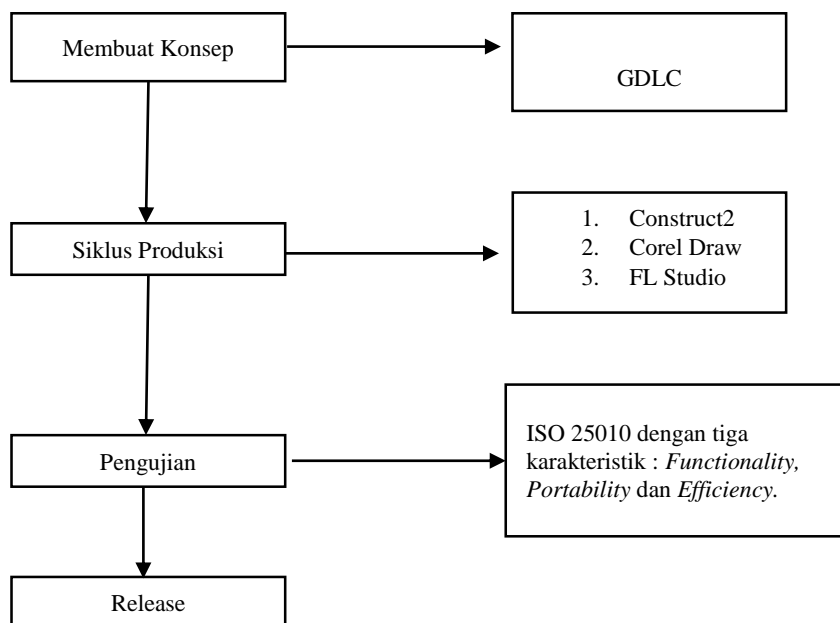 Membuat Konsep
GDLC
Siklus Produksi
1. Construct2
2. Corel Draw
3. FL Studio
Pengujian
ISO 25010 dengan tiga
karakteristik : Functionality,
Portability dan Efficiency.
Release